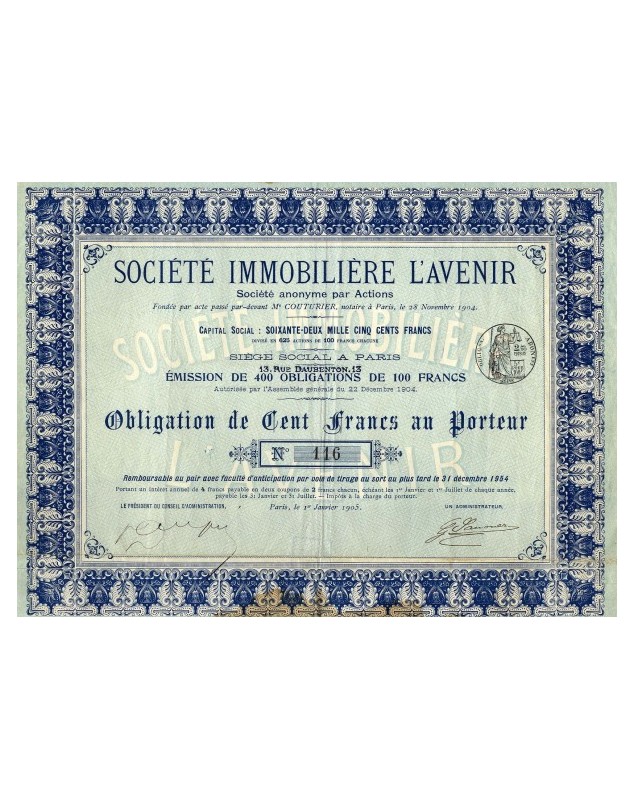 SOCIÉTÉ IMMOBILIÈRE L'AVENIR
Société anonyme par Actions
Fondée par acte passé par-devant Me COUTURIER, notaire à Paris, le 28 Novembre 1904.
CAPITAL SOCIAL : SOIXANTE-DEUX MILLE CINQ CENTS FRANCS
DIVISÉ EN 625 ACTIONS DE 100 FRANCS CHACUNE
SIÈGE SOCIAL A PARIS
13, RUE DAUBENTON, 13
ÉMISSION DE 400 OBLIGATIONS DE 100 FRANCS
Autorisée par l'Assemblée générale du 22 Décembre 1904.
Obligation de Cent Francs au Porteur
No 116
Remboursable au pair avec faculté d'anticipation par voie de tirage au sort au plus tard le 31 décembre 1954
Portant un intérêt annuel de 4 francs payable en deux coupons de 2 francs chacun, échéant les 1er Janvier et 1er Juillet de chaque année,
payable les 31 Janvier et 31 Juillet. — Impôts à la charge du porteur.
LE PRÉSIDENT DU CONSEIL D'ADMINISTRATION,
Paris, le 1er Janvier 1905.
UN ADMINISTRATEUR,
SOCIÉTÉ IMMOBILIÈRE
L'AVENIR